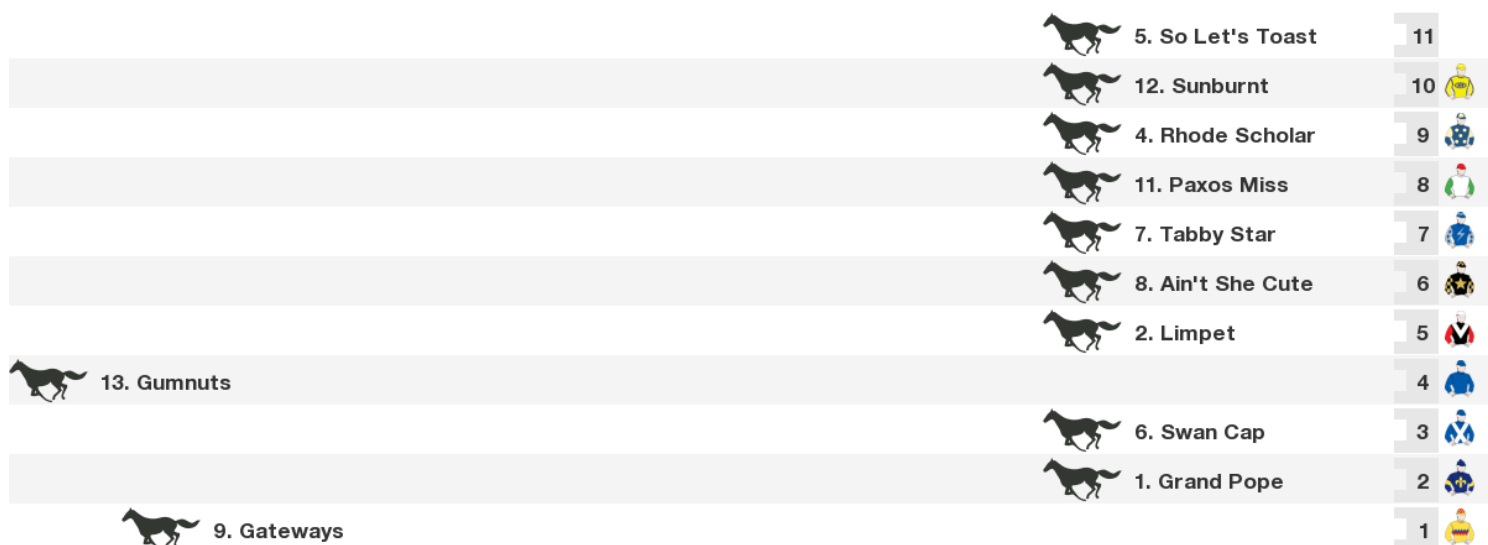 5. So Let's Toast 11
12. Sunburnt 10
4. Rhode Scholar 9
11. Paxos Miss 8
7. Tabby Star 7
8. Ain't She Cute 6
2. Limpet 5
13. Gumnuts 4
6. Swan Cap 3
1. Grand Pope 2
9. Gateways 1